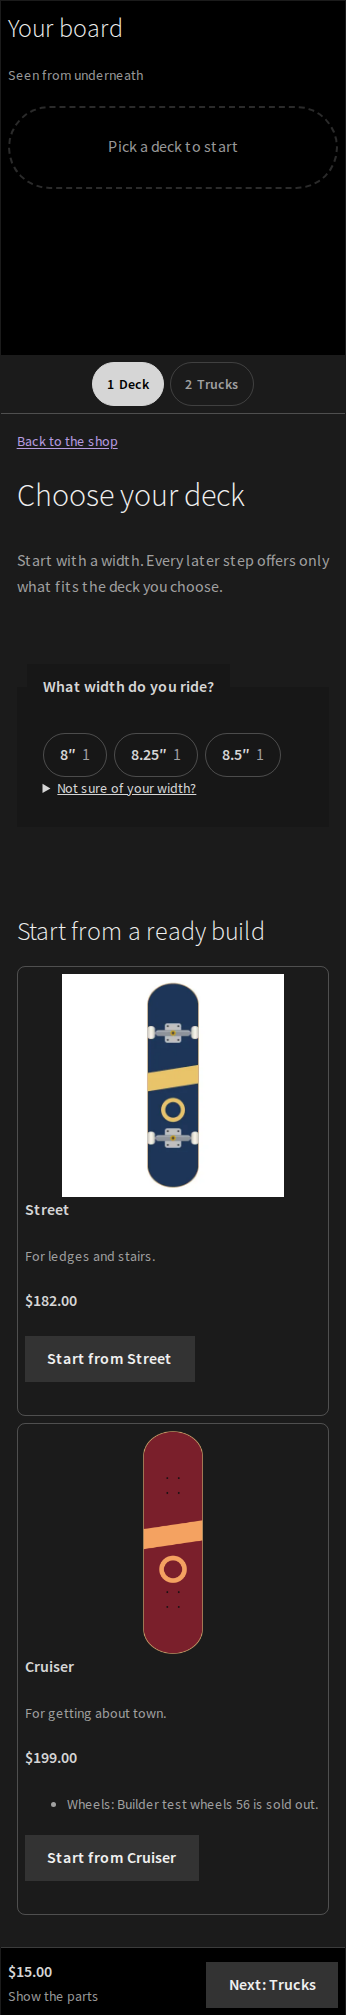 Your board
Seen from underneath
Pick a deck to start
1 Deck
2 Trucks
Back to the shop
Choose your deck
Start with a width. Every later step offers only
what fits the deck you choose.
What width do you ride?
8″ 1
8.25″ 1
8.5″ 1
Not sure of your width?
Start from a ready build
Street
For ledges and stairs.
$182.00
Start from Street
Cruiser
For getting about town.
$199.00
Wheels: Builder test wheels 56 is sold out.
Start from Cruiser
$15.00
Show the parts
Next: Trucks